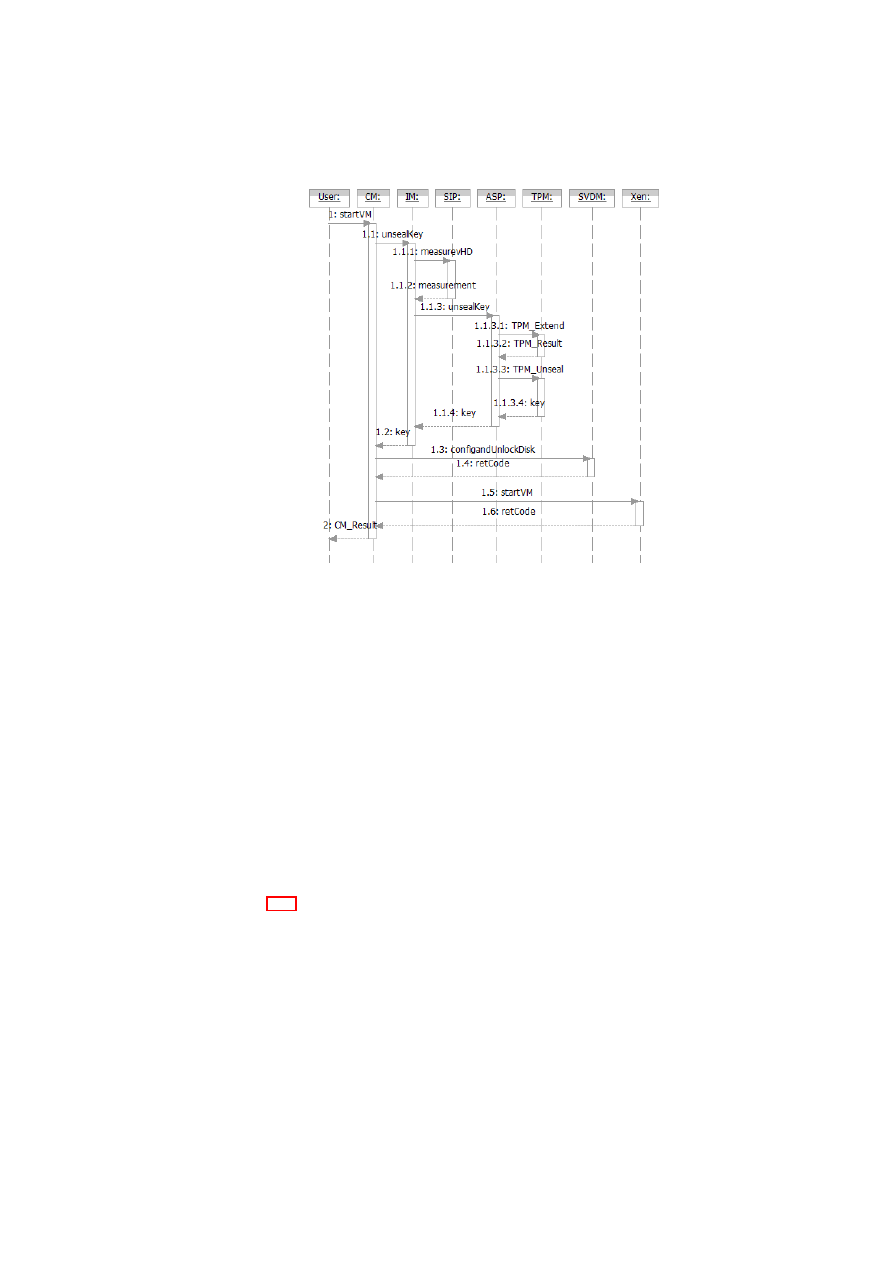 User: CM: IM: SIP: ASP: TPM: SVDM: Xen:
1: startVM
1.1: unsealKey
1.1.1: measurevHD
1.1.2: measurement
1.1.3: unsealKey
1.1.3.1: TPM_Extend
1.1.3.2: TPM_Result
1.1.3.3: TPM_Unseal
1.1.3.4: key
1.1.4: key
1.2: key
1.3: configandUnlockDisk
1.4: retCode
1.5: startVM
1.6: retCode
2: CM_Result